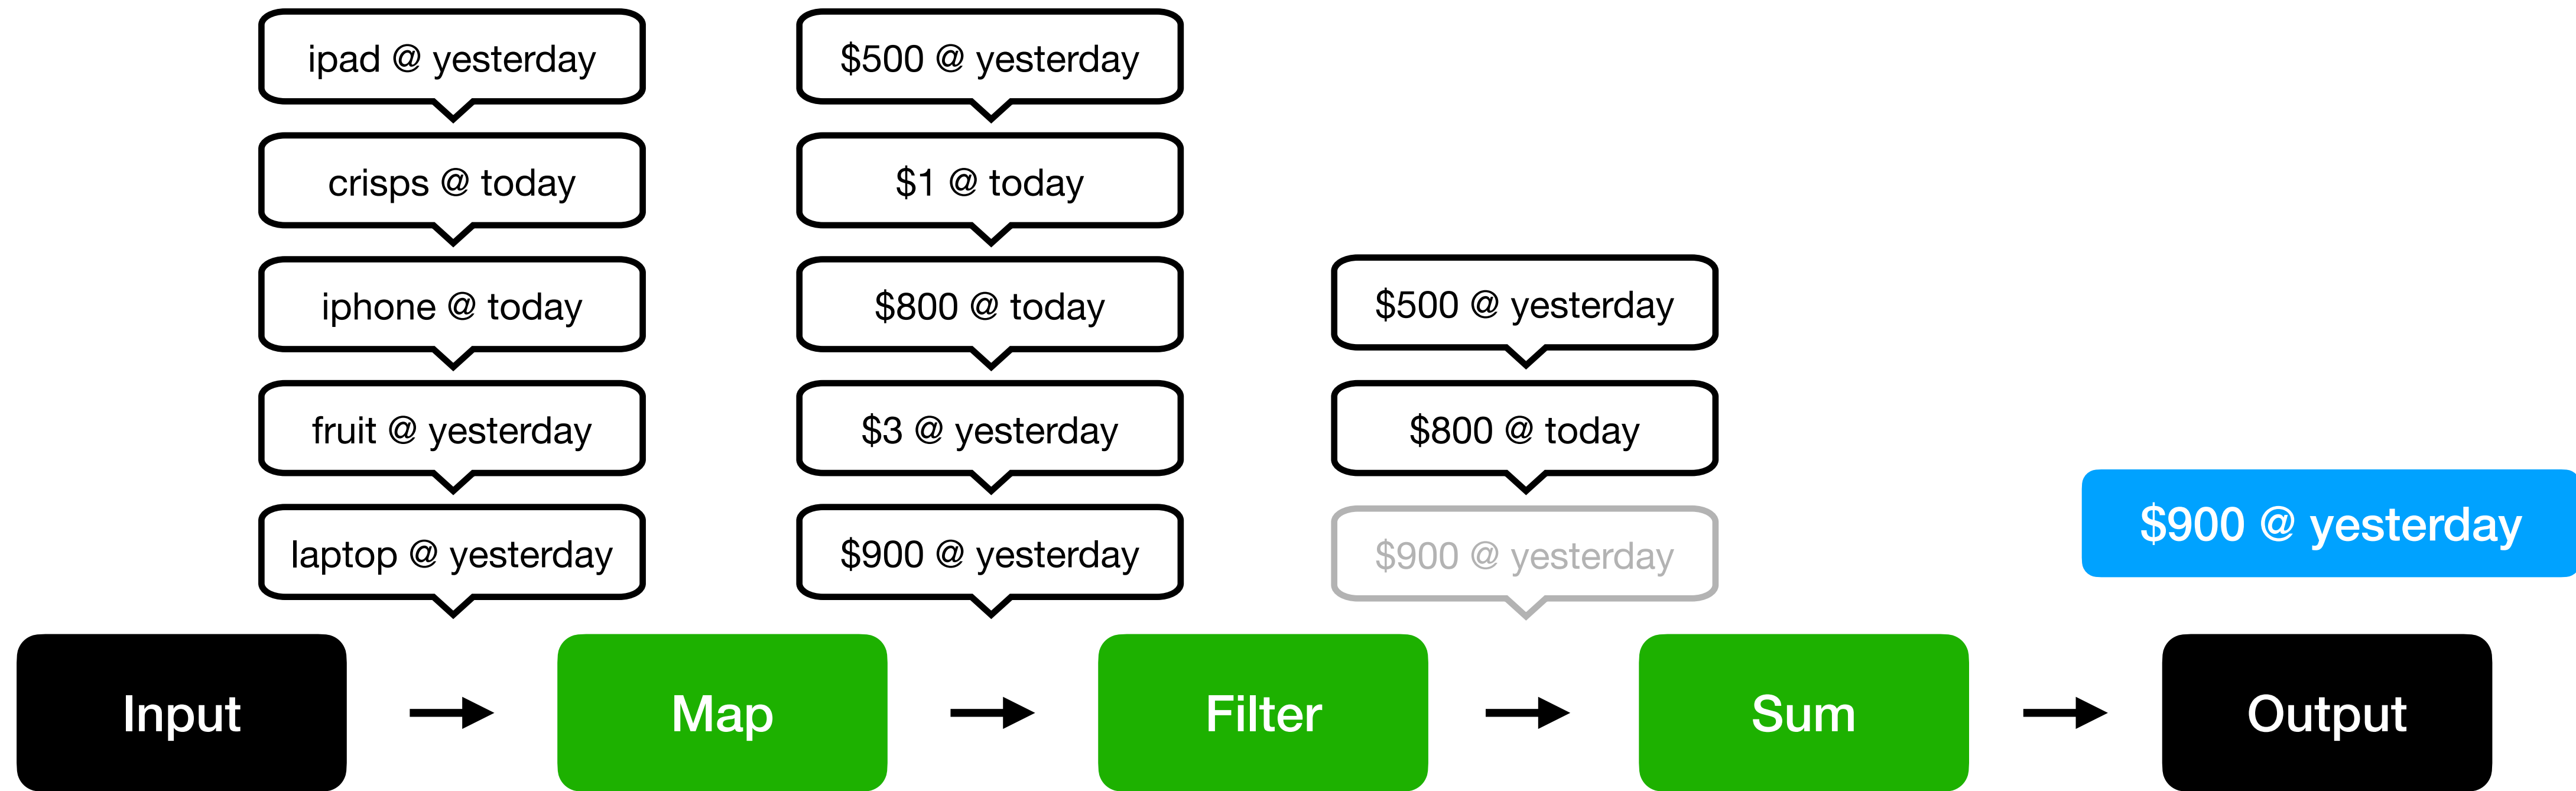 ipad @ yesterday
crisps @ today
iphone @ today
fruit @ yesterday
laptop @ yesterday
$500 @ yesterday
$1 @ today
$800 @ today
$3 @ yesterday
$900 @ yesterday
$500 @ yesterday
$800 @ today
$900 @ yesterday
$900 @ yesterday
Input
Map
Filter
Sum
Output